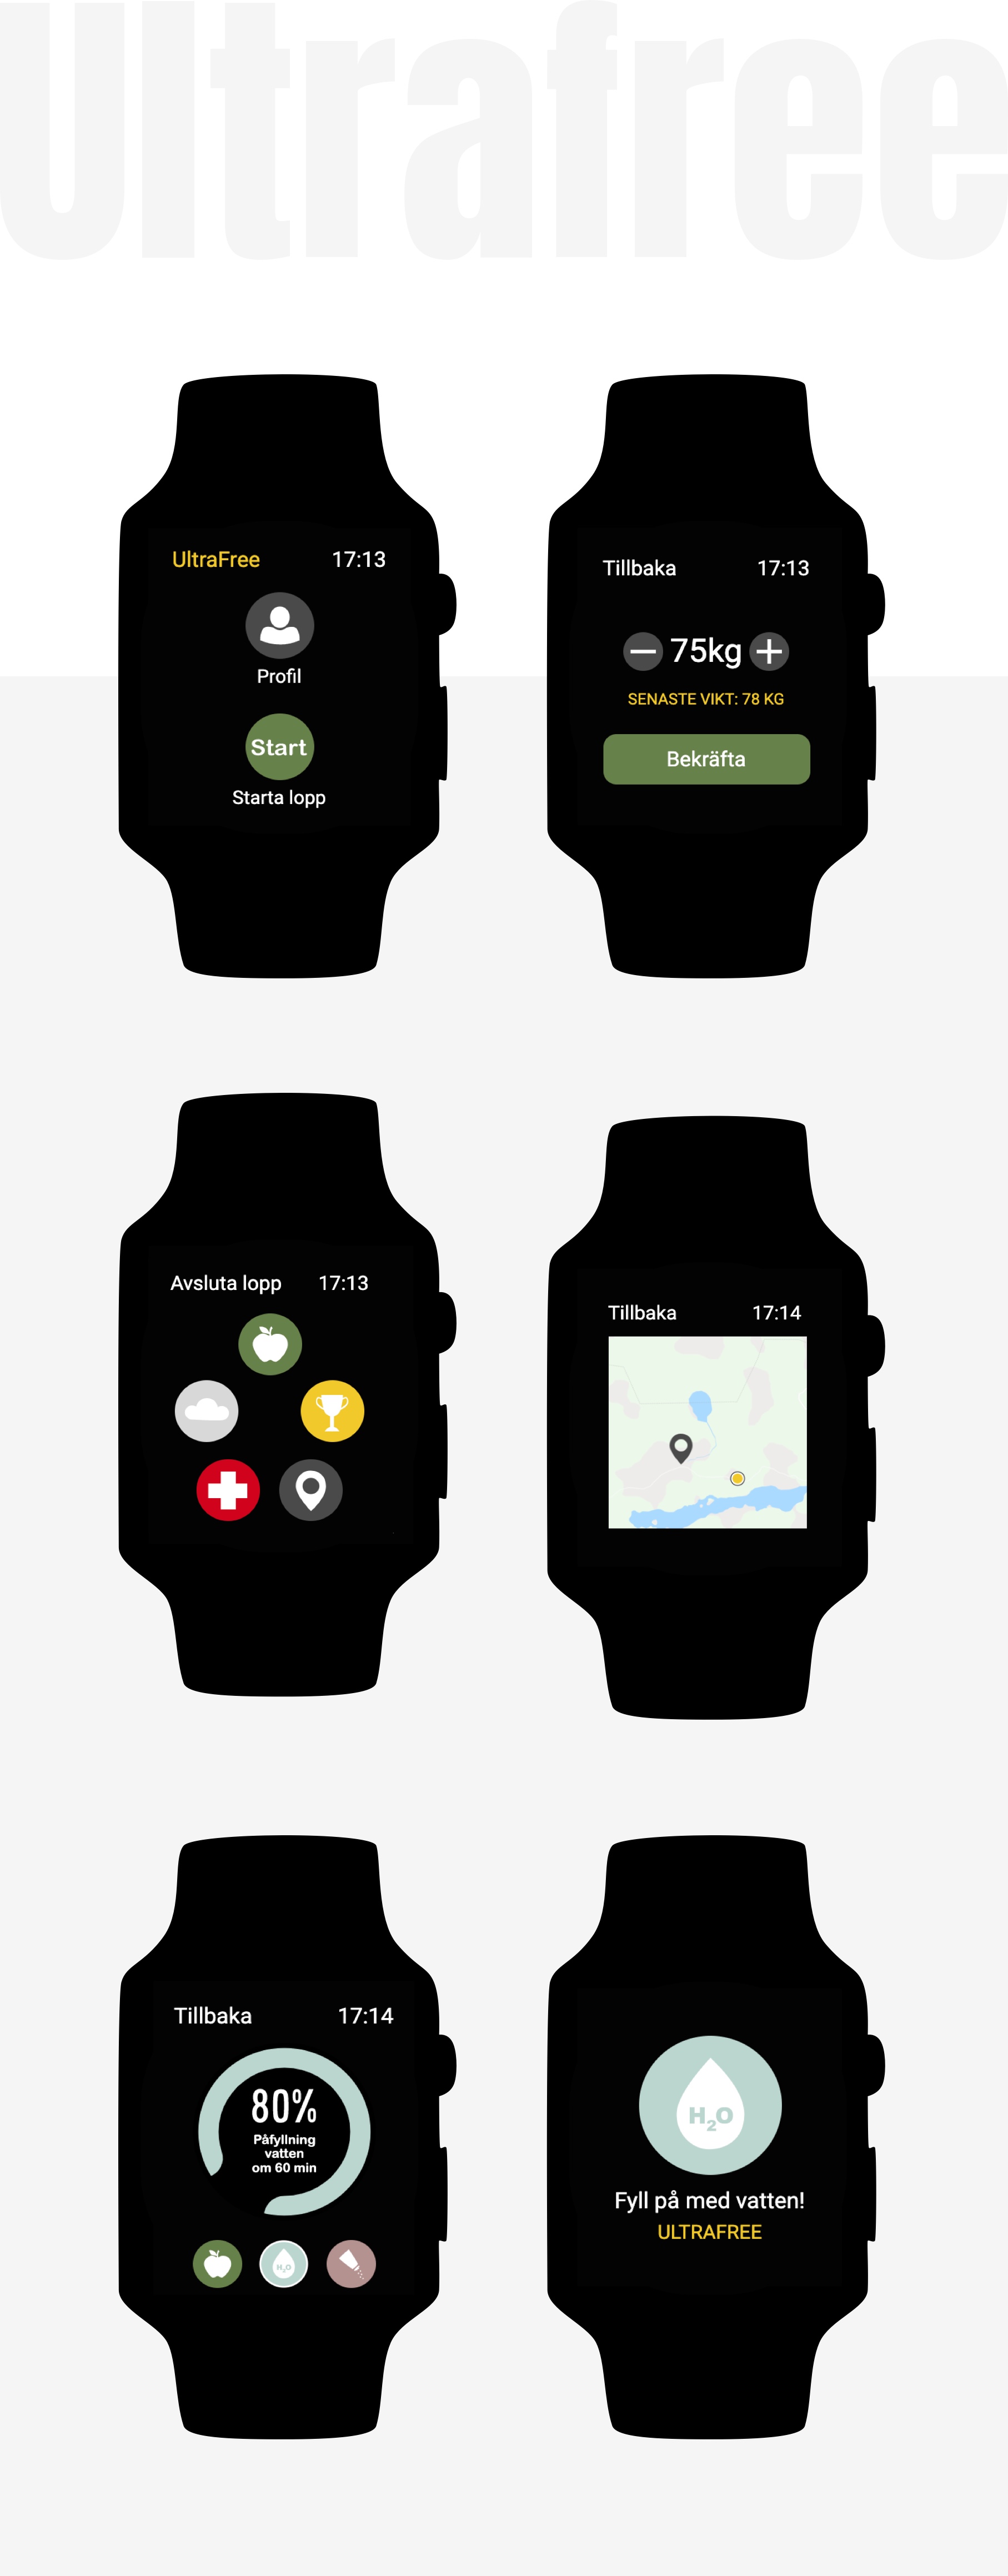 Ultrafree
UltraFree 17:13
Profil
Start
Starta lopp
Tillbaka 17:13
75kg
SENASTE VIKT: 78 KG
Bekräfta
Avsluta lopp 17:13
Tillbaka 17:14
Tillbaka 17:14
80%
Påfyllning
vatten
om 60 min
H₂O
H₂O
Fyll på med vatten!
ULTRAFREE